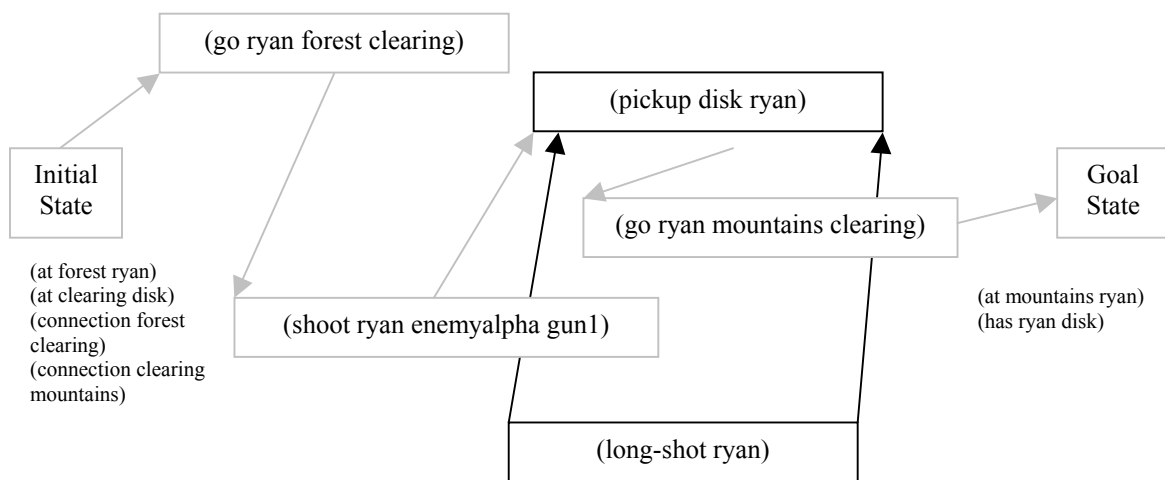 (go ryan forest clearing)
(pickup disk ryan)
Initial
State
Goal
State
(go ryan mountains clearing)
(at forest ryan)
(at clearing disk)
(connection forest
clearing)
(connection clearing
mountains)
(shoot ryan enemyalpha gun1)
(at mountains ryan)
(has ryan disk)
(long-shot ryan)